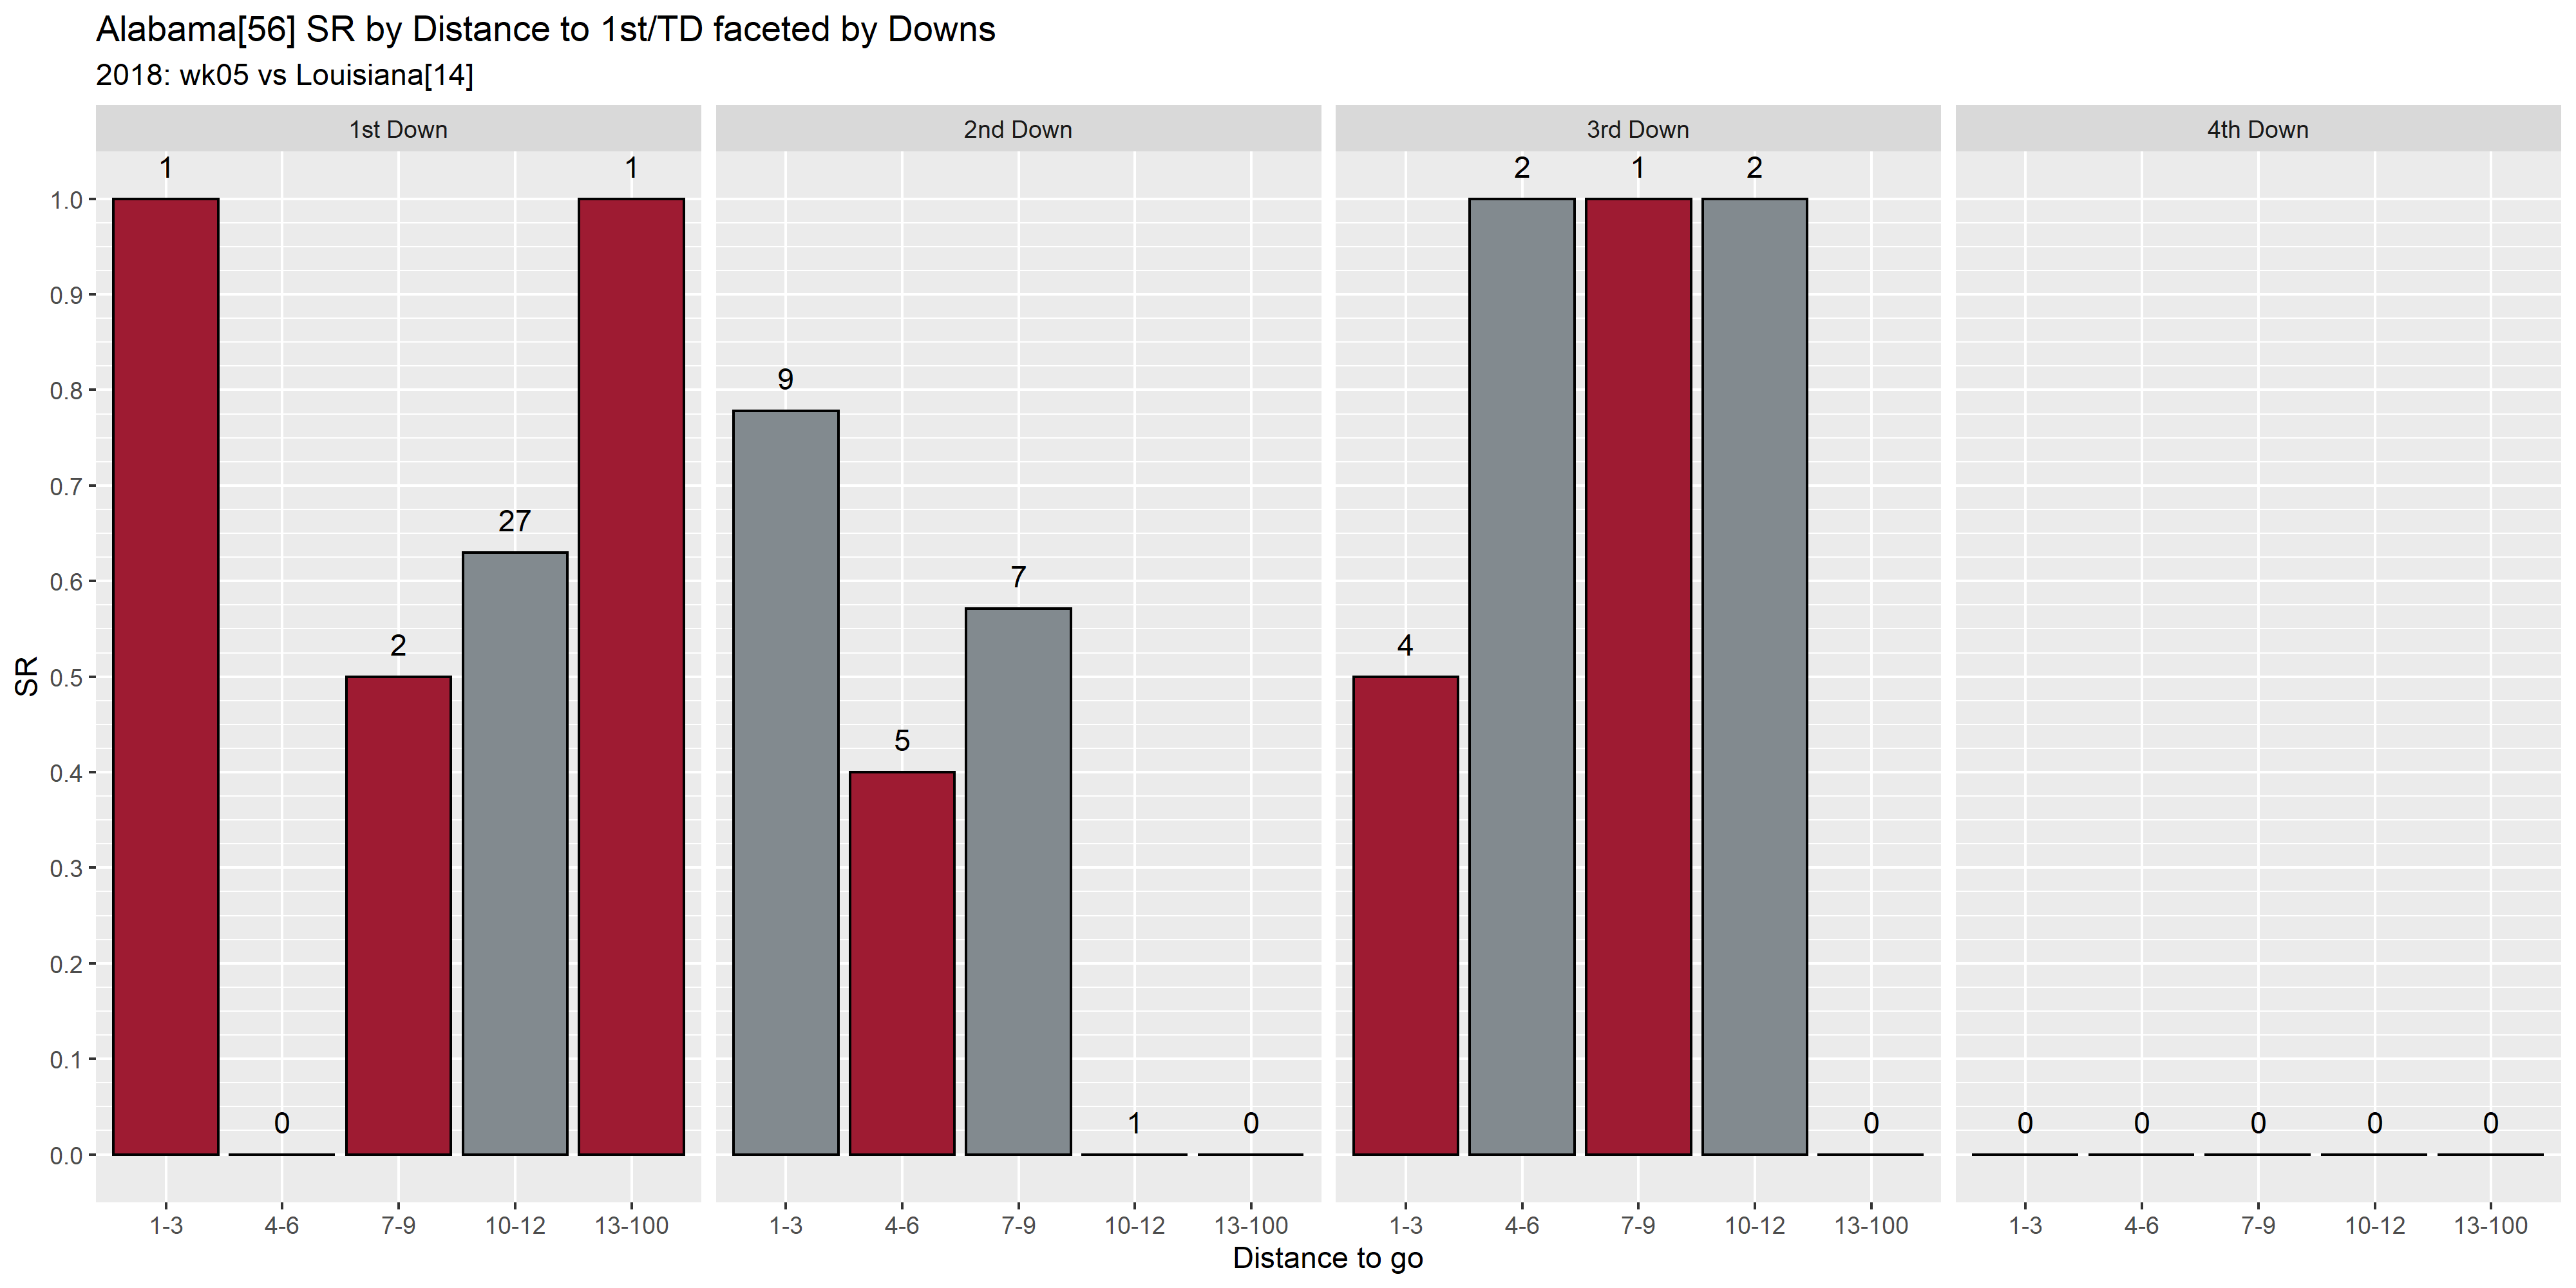 Alabama[56] SR by Distance to 1st/TD faceted by Downs
2018: wk05 vs Louisiana[14]
1st Down 2nd Down 3rd Down 4th Down
1 1 2 1 2
1.0
0.9
9
0.8
0.7
27
7
0.6
2 4
SR
0.5
5
0.4
0.3
0.2
0.1
0 1 0 0 0 0 0 0 0
0.0
1-3 4-6 7-9 10-12 13-100 1-3 4-6 7-9 10-12 13-100 1-3 4-6 7-9 10-12 13-100 1-3 4-6 7-9 10-12 13-100
Distance to go